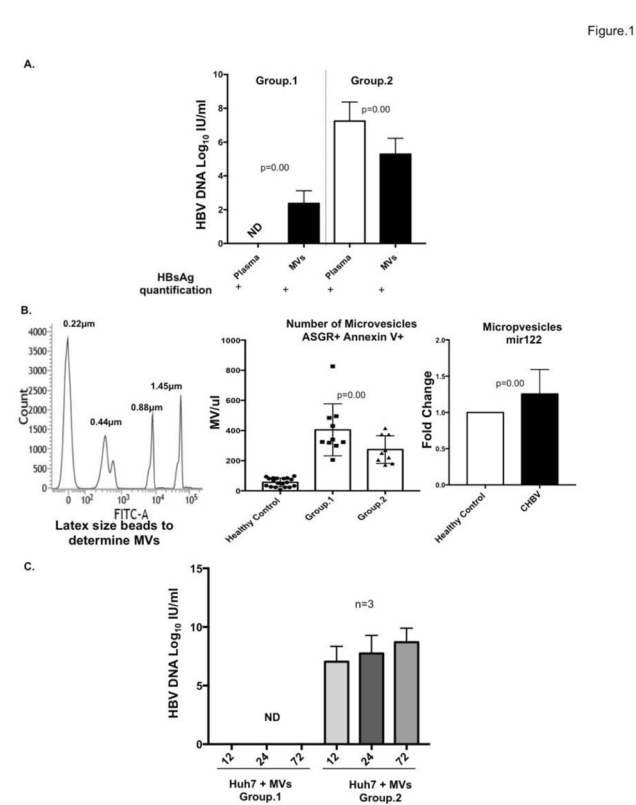 Figure.1
A.
Group.1
Group.2
HBV DNA Log10 IU/ml
10
8
6
4
2
0
p=0.00
p=0.00
ND
Plasma
MVs
Plasma
MVs
HBsAg
quantification
+
+
+
+
B.
Count
4000
3500
3000
2500
2000
1500
1000
500
0
0.22µm
0.44µm
0.88µm
1.45µm
0
10²
10³
10⁴
10⁵
FITC-A
Latex size beads to
determine MVs
Number of Microvesicles
ASGR+ Annexin V+
MV/ul
1000
800
600
400
200
0
p=0.00
Healthy Control
Group.1
Group.2
Micropvesicles
mir122
Fold Change
2.0
1.5
1.0
0.5
0.0
p=0.00
Healthy Control
CHBV
C.
HBV DNA Log10 IU/ml
15
10
5
0
n=3
ND
12
24
72
12
24
72
Huh7 + MVs
Group.1
Huh7 + MVs
Group.2